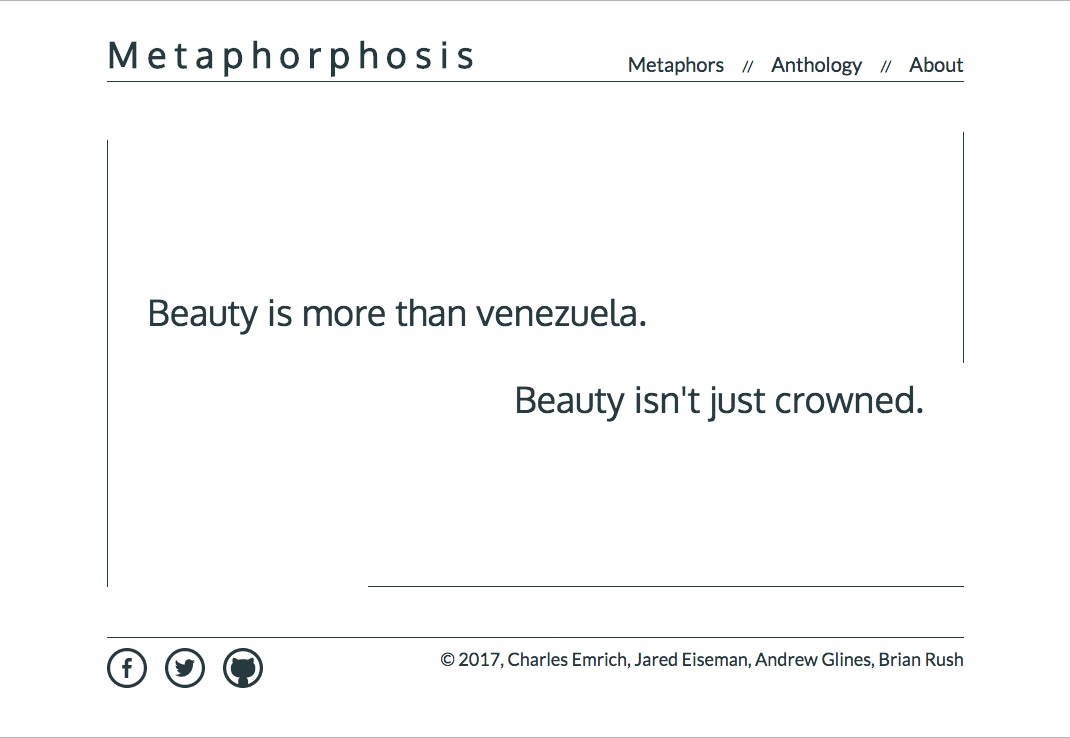 Metaphorphosis
Metaphors // Anthology // About
Beauty is more than venezuela.
Beauty isn't just crowned.
© 2017, Charles Emrich, Jared Eiseman, Andrew Glines, Brian Rush